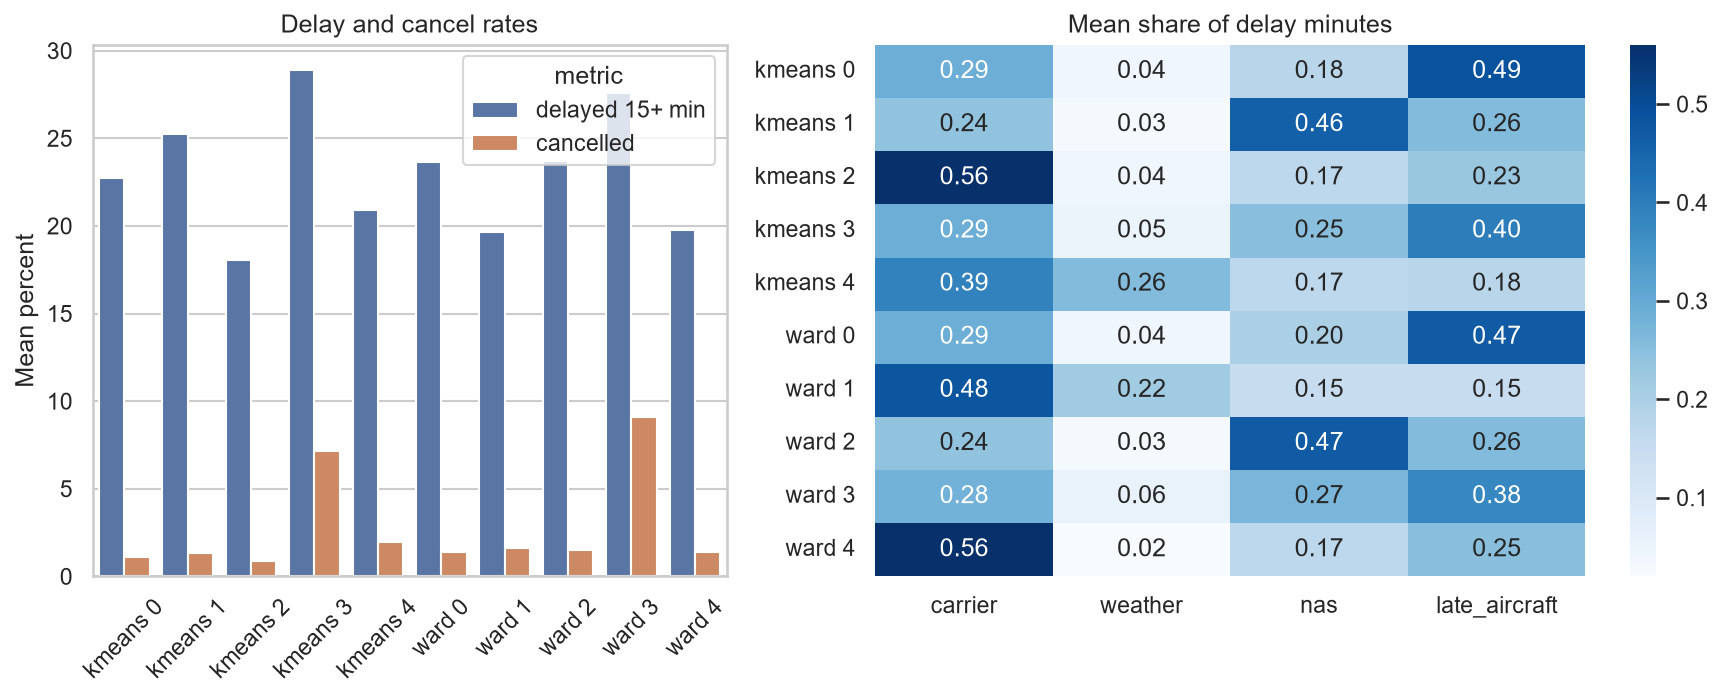 Delay and cancel rates
Mean percent
30
25
20
15
10
5
0
metric
delayed 15+ min
cancelled
kmeans 0
kmeans 1
kmeans 2
kmeans 3
kmeans 4
ward 0
ward 1
ward 2
ward 3
ward 4
Mean share of delay minutes
kmeans 0 0.29 0.04 0.18 0.49
kmeans 1 0.24 0.03 0.46 0.26
kmeans 2 0.56 0.04 0.17 0.23
kmeans 3 0.29 0.05 0.25 0.40
kmeans 4 0.39 0.26 0.17 0.18
ward 0 0.29 0.04 0.20 0.47
ward 1 0.48 0.22 0.15 0.15
ward 2 0.24 0.03 0.47 0.26
ward 3 0.28 0.06 0.27 0.38
ward 4 0.56 0.02 0.17 0.25
carrier weather nas late_aircraft
0.5
0.4
0.3
0.2
0.1